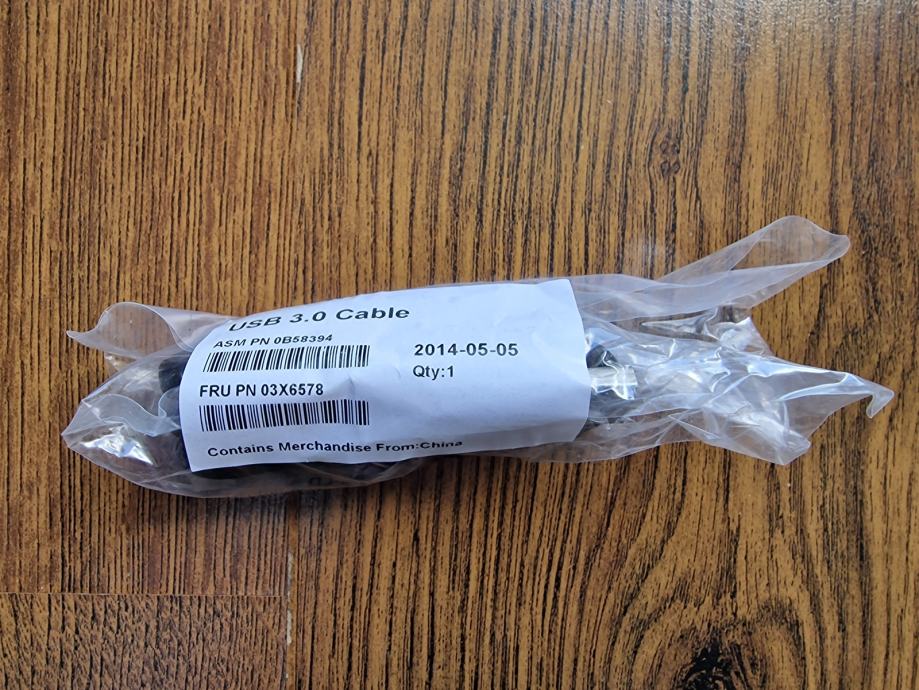 USB 3.0 Cable
ASM PN 0B58394
2014-05-05
Qty:1
FRU PN 03X6578
Contains Merchandise From:China